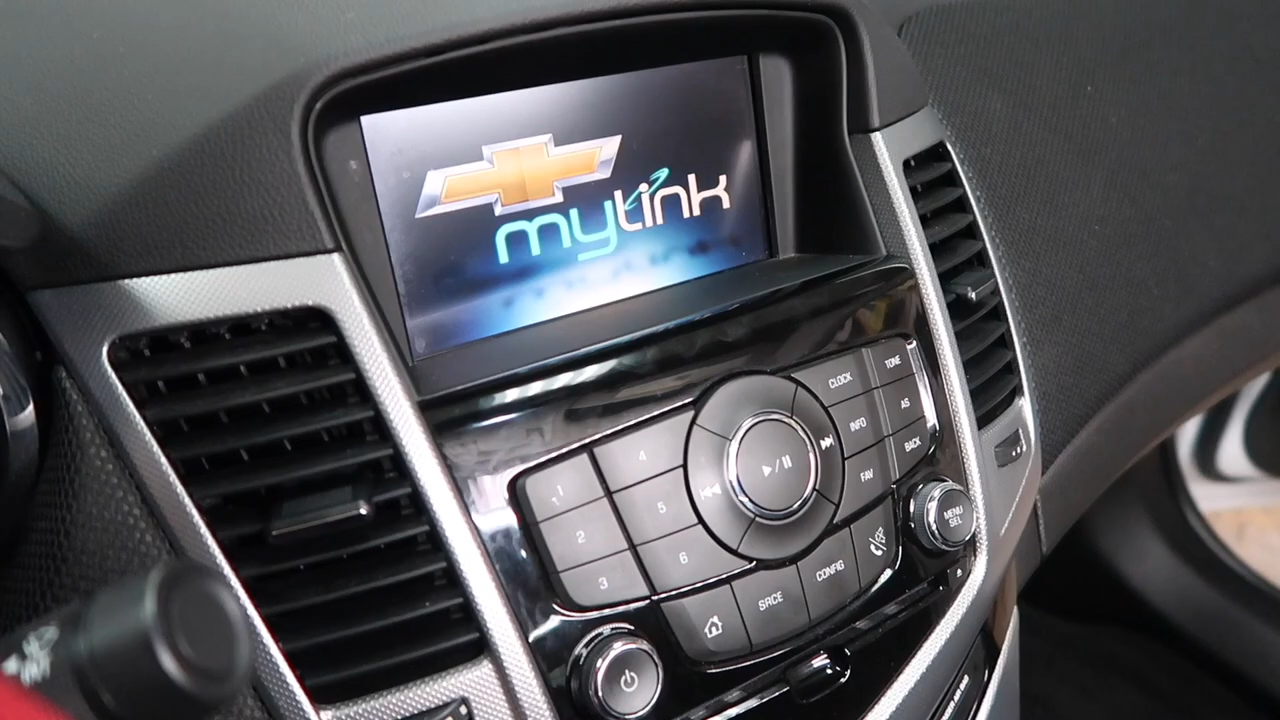 mylink
CLOCK
TONE
INFO
AS
FAV
BACK
1
2
3
4
5
6
SRCE
CONFIG
MENU
SEL